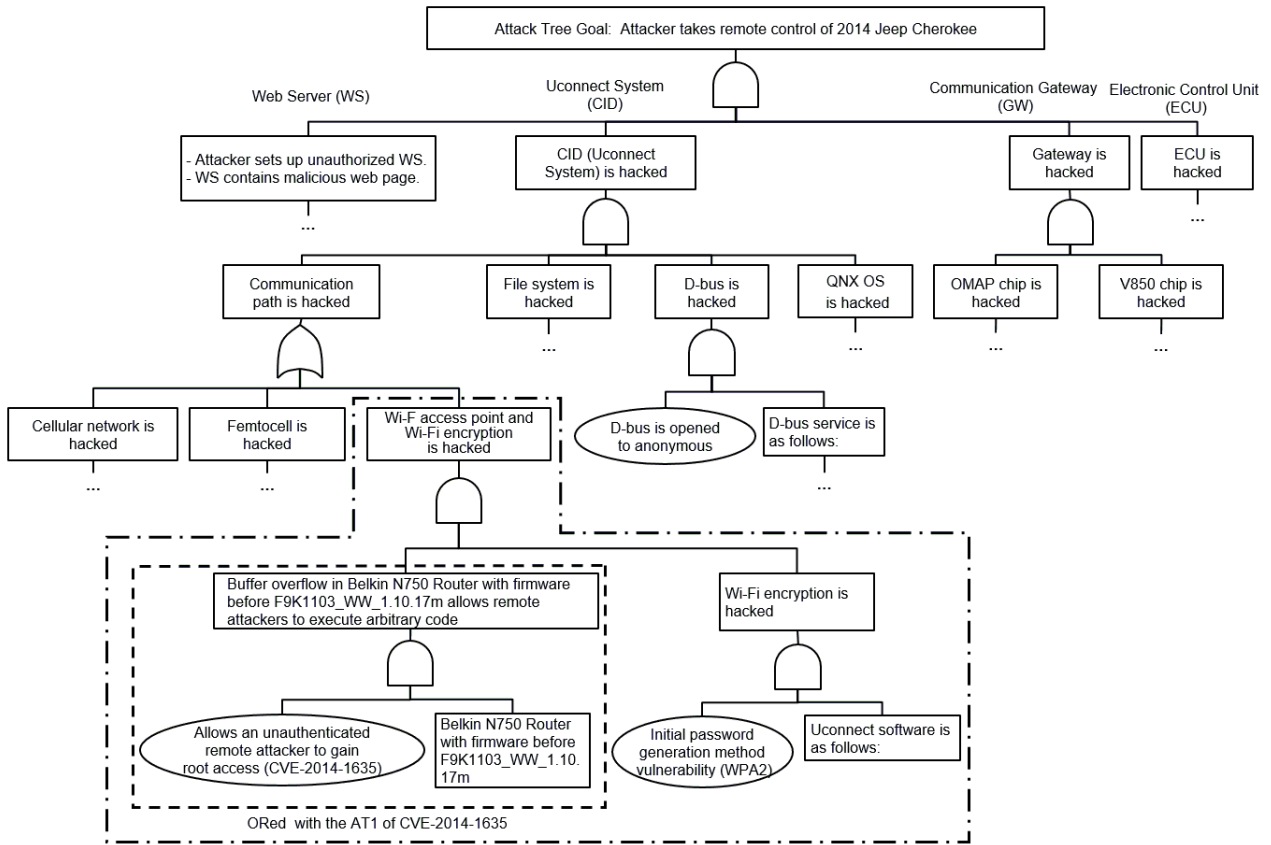 Attack Tree Goal:  Attacker takes remote control of 2014 Jeep Cherokee
Web Server (WS)
Uconnect System
(CID)
Communication Gateway
(GW)
Electronic Control Unit
(ECU)
- Attacker sets up unauthorized WS.
- WS contains malicious web page.
...
CID (Uconnect
System) is hacked
Gateway is
hacked
ECU is
hacked
...
Communication
path is hacked
File system is
hacked
...
D-bus is
hacked
QNX OS
is hacked
...
OMAP chip is
hacked
...
V850 chip is
hacked
...
Cellular network is
hacked
...
Femtocell is
hacked
...
Wi-F access point and
Wi-Fi encryption
is hacked
D-bus is opened
to anonymous
D-bus service is
as follows:
...
Buffer overflow in Belkin N750 Router with firmware
before F9K1103_WW_1.10.17m allows remote
attackers to execute arbitrary code
Wi-Fi encryption is
hacked
Allows an unauthenticated
remote attacker to gain
root access (CVE-2014-1635)
Belkin N750 Router
with firmware before
F9K1103_WW_1.10.
17m
Initial password
generation method
vulnerability (WPA2)
Uconnect software is
as follows:
ORed  with the AT1 of CVE-2014-1635